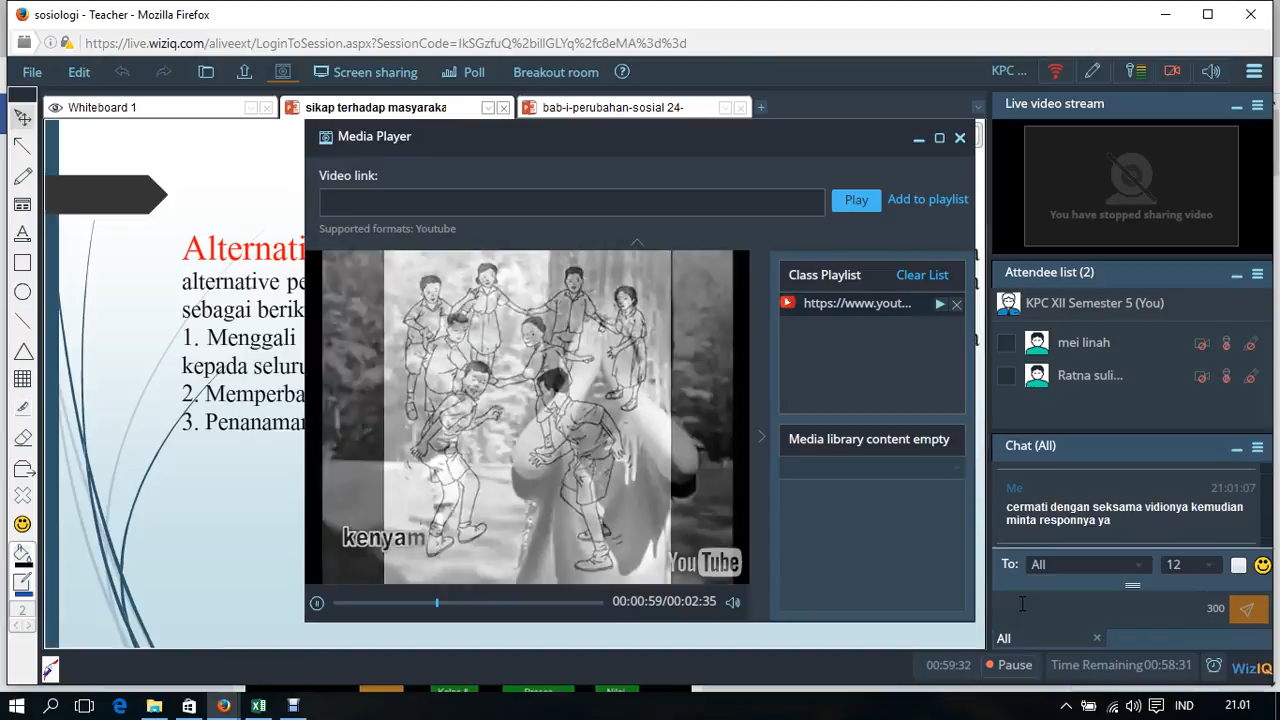 sosiologi - Teacher - Mozilla Firefox
https://live.wiziq.com/aliveext/LoginToSession.aspx?SessionCode=IkSGzfuQ%2biIlGLYq%2fc8eMA%3d%3d
File Edit Screen sharing Poll Breakout room KPC ...
Whiteboard 1 sikap terhadap masyaraka bab-i-perubahan-sosial 24-
Live video stream
You have stopped sharing video
Media Player
Video link:
Play Add to playlist
Supported formats: Youtube
Alternati
alternative pe
sebagai berik
1. Menggali
kepada seluru
2. Memperba
3. Penanaman
kenyam
YouTube
00:00:59/00:02:35
Class Playlist Clear List
https://www.yout...
Media library content empty
Attendee list (2)
KPC XII Semester 5 (You)
mei linah
Ratna suli...
Chat (All)
Me 21:01:07
cermati dengan seksama vidionya kemudian
minta responnya ya
To: All 12
300
All
2
00:59:32 Pause Time Remaining 00:58:31 WizIQ
IND 21.01